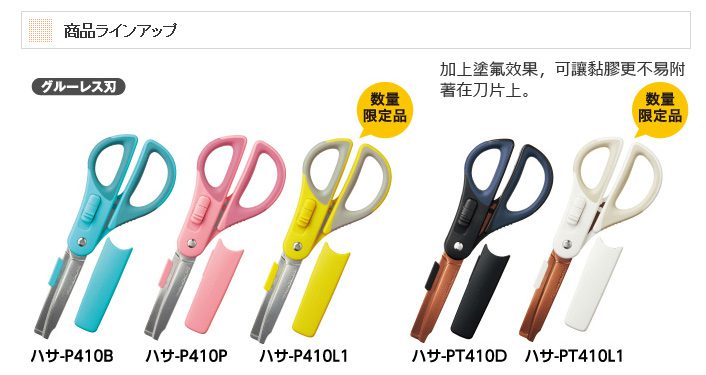 商品ラインアップ
グルーレス刃
加上塗氟效果，可讓黏膠更不易附
著在刀片上。
数量
限定品
数量
限定品
ハサ-P410B
ハサ-P410P
ハサ-P410L1
ハサ-PT410D
ハサ-PT410L1